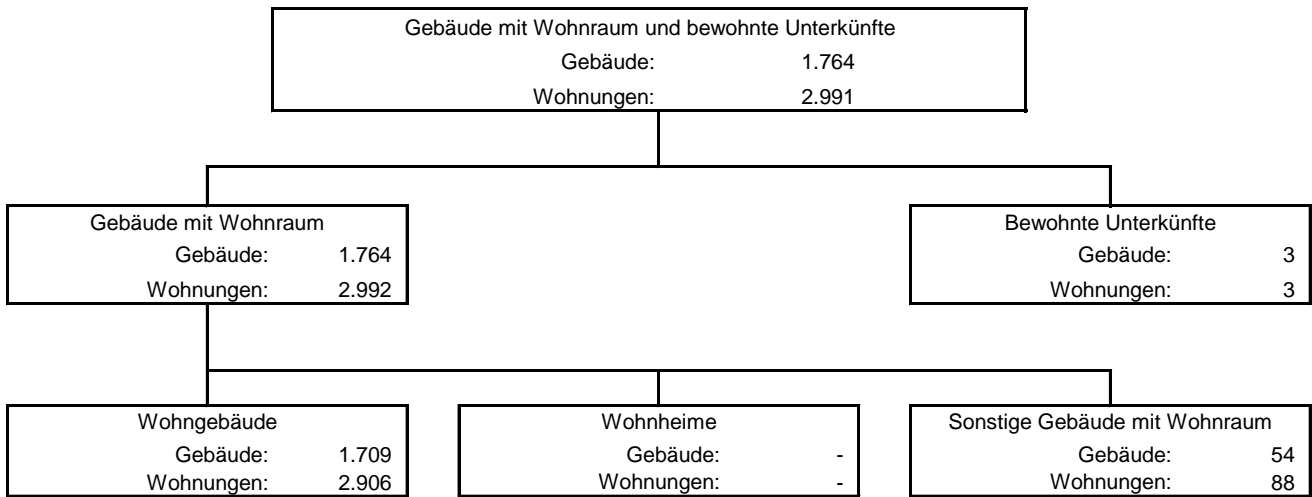 Gebäude mit Wohnraum und bewohnte Unterkünfte
Gebäude: 1.764
Wohnungen: 2.991
Gebäude mit Wohnraum
Gebäude: 1.764
Wohnungen: 2.992
Bewohnte Unterkünfte
Gebäude: 3
Wohnungen: 3
Wohngebäude
Gebäude: 1.709
Wohnungen: 2.906
Wohnheime
Gebäude: -
Wohnungen: -
Sonstige Gebäude mit Wohnraum
Gebäude: 54
Wohnungen: 88